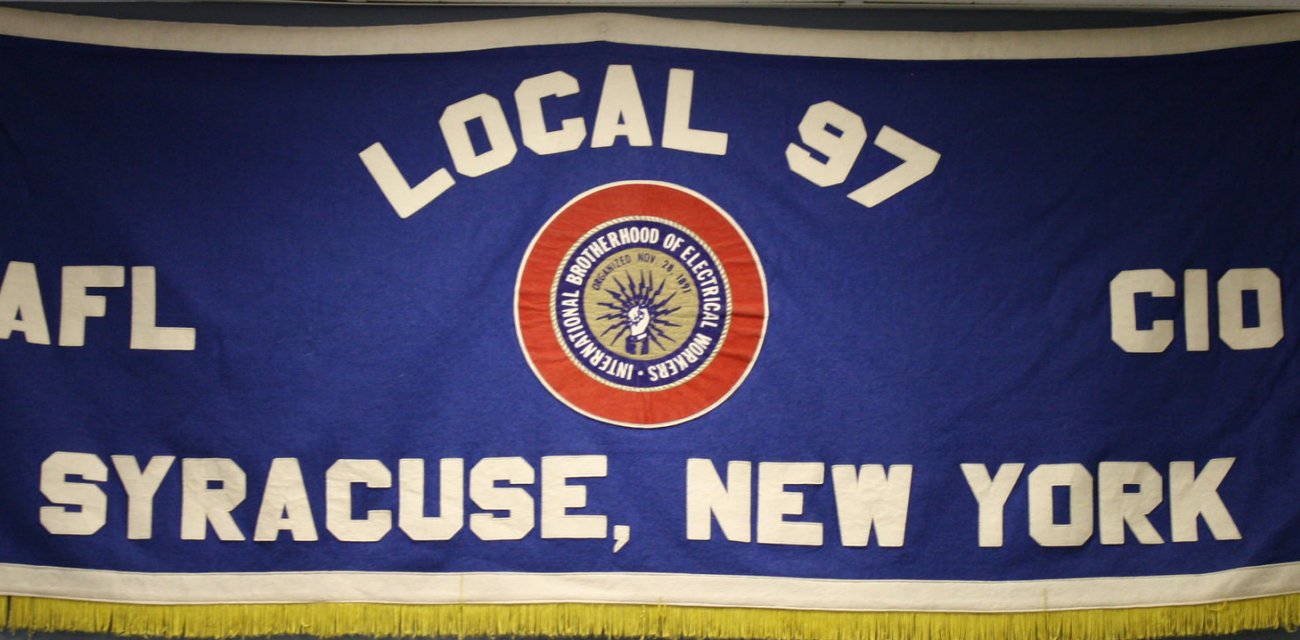 LOCAL 97
INTERNATIONAL BROTHERHOOD OF ELECTRICAL WORKERS •
ORGANIZED NOV. 28, 1891
AFL
CIO
SYRACUSE, NEW YORK